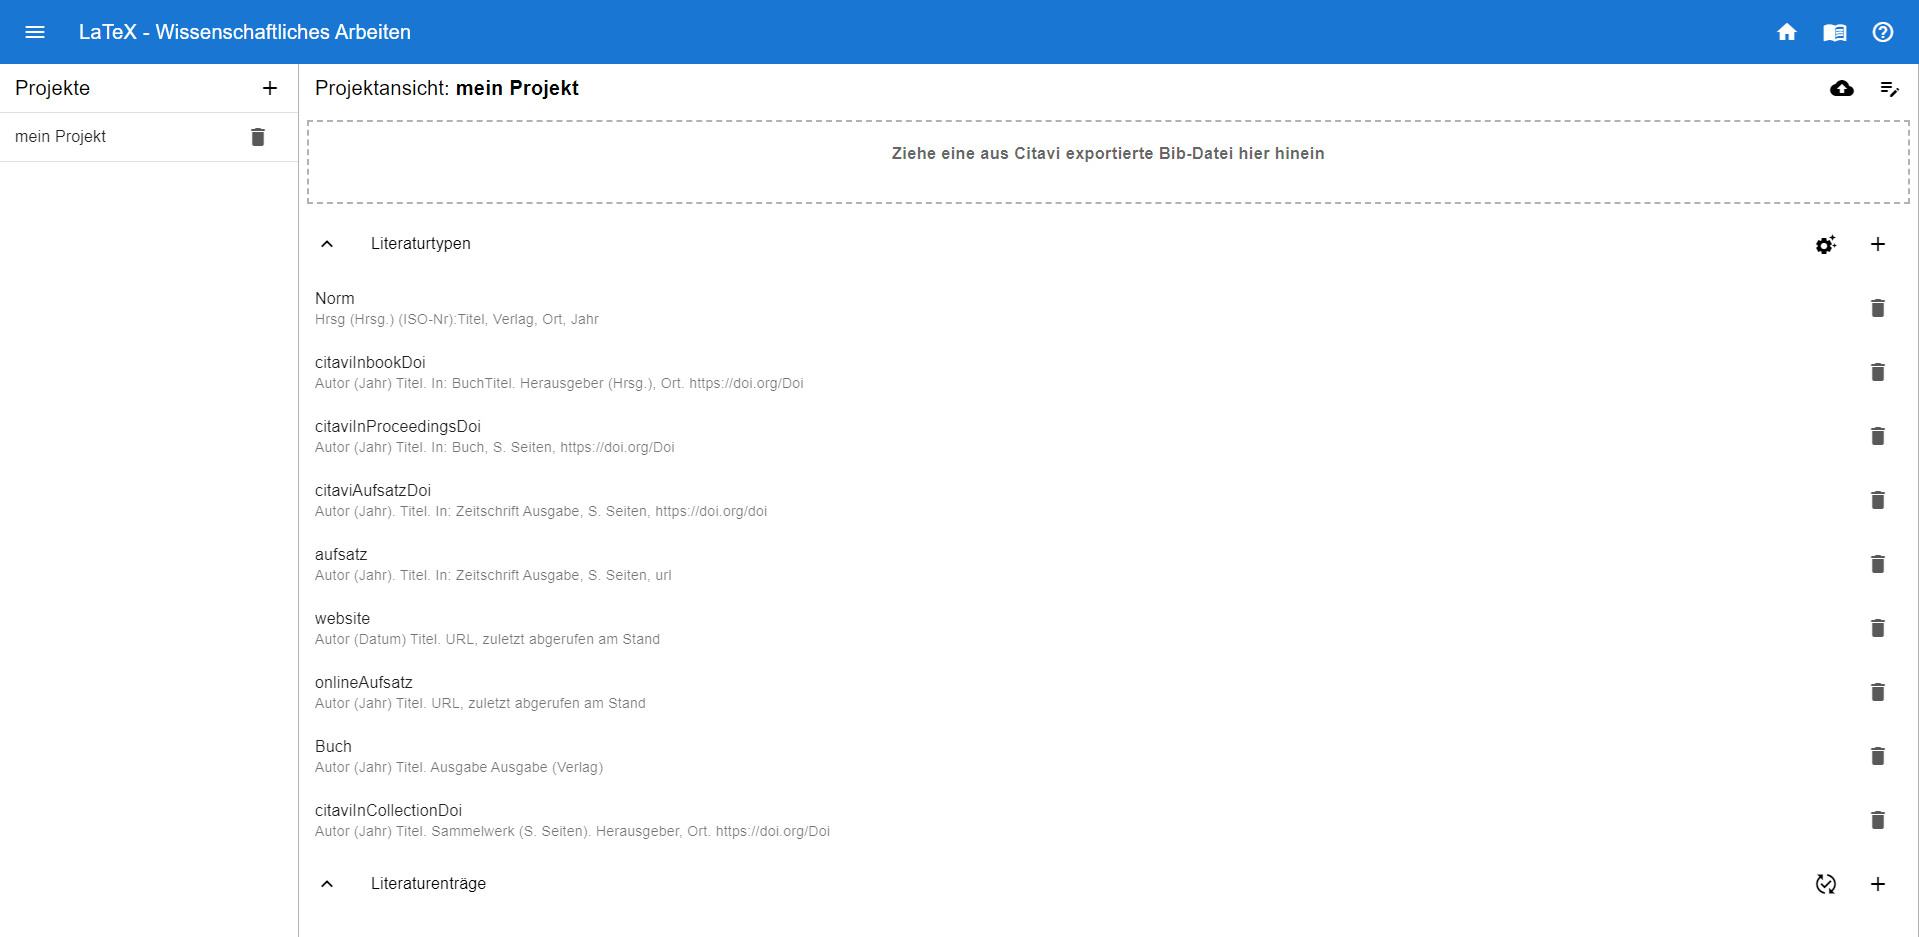 LaTeX - Wissenschaftliches Arbeiten
Projekte
mein Projekt
Projektansicht: mein Projekt
Ziehe eine aus Citavi exportierte Bib-Datei hier hinein
Literaturtypen
Norm
Hrsg (Hrsg.) (ISO-Nr):Titel, Verlag, Ort, Jahr
citaviInbookDoi
Autor (Jahr) Titel. In: BuchTitel. Herausgeber (Hrsg.), Ort. https://doi.org/Doi
citaviInProceedingsDoi
Autor (Jahr) Titel. In: Buch, S. Seiten, https://doi.org/Doi
citaviAufsatzDoi
Autor (Jahr). Titel. In: Zeitschrift Ausgabe, S. Seiten, https://doi.org/doi
aufsatz
Autor (Jahr). Titel. In: Zeitschrift Ausgabe, S. Seiten, url
website
Autor (Datum) Titel. URL, zuletzt abgerufen am Stand
onlineAufsatz
Autor (Jahr) Titel. URL, zuletzt abgerufen am Stand
Buch
Autor (Jahr) Titel. Ausgabe Ausgabe (Verlag)
citaviInCollectionDoi
Autor (Jahr) Titel. Sammelwerk (S. Seiten). Herausgeber, Ort. https://doi.org/Doi
Literaturenträge